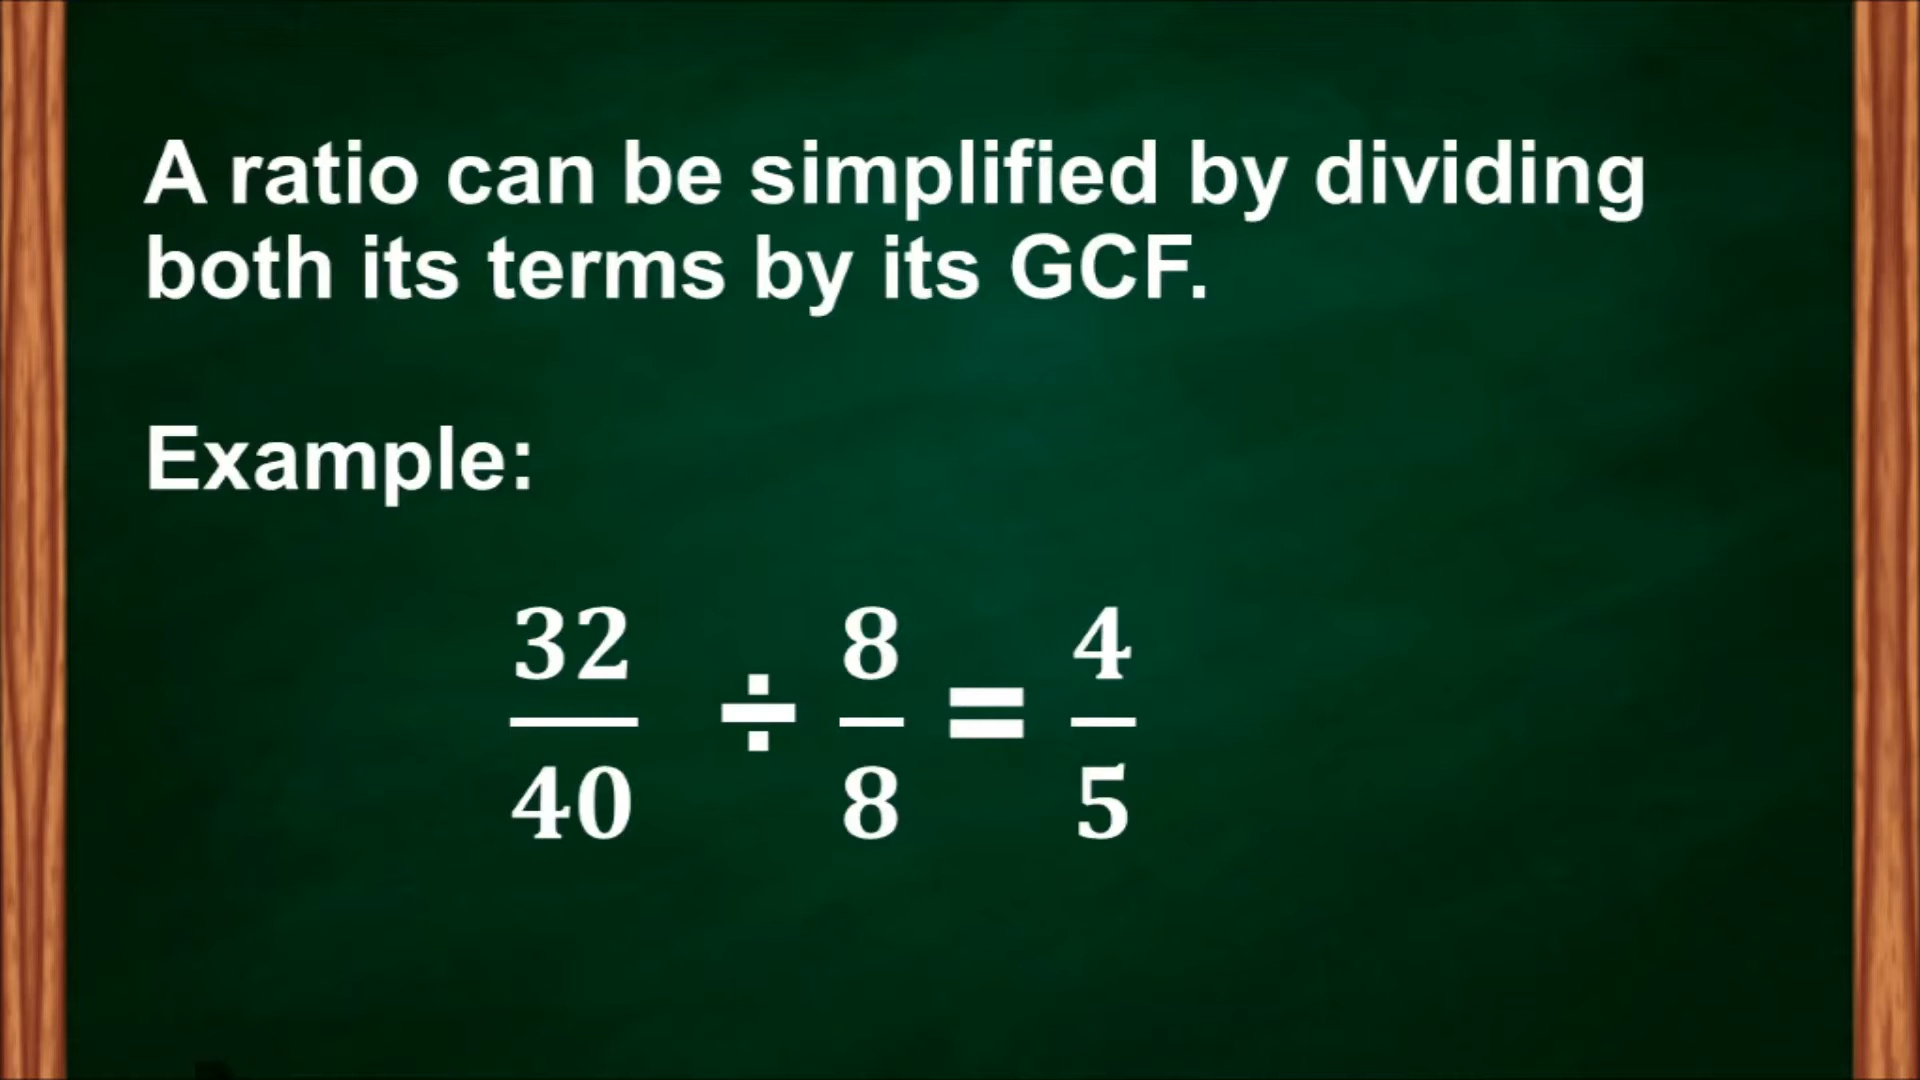 A ratio can be simplified by dividing
both its terms by its GCF.
Example:
32/40 ÷ 8/8 = 4/5